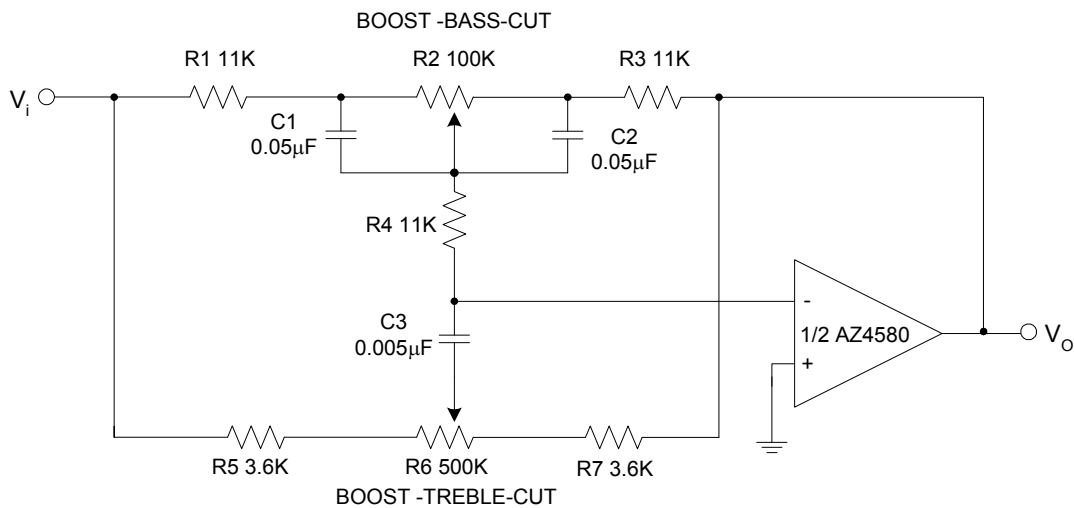 BOOST -BASS-CUT
R1 11K
R2 100K
R3 11K
Vi
C1
0.05μF
C2
0.05μF
R4 11K
-
C3
0.005μF
1/2 AZ4580
VO
+
R5 3.6K
R6 500K
R7 3.6K
BOOST -TREBLE-CUT